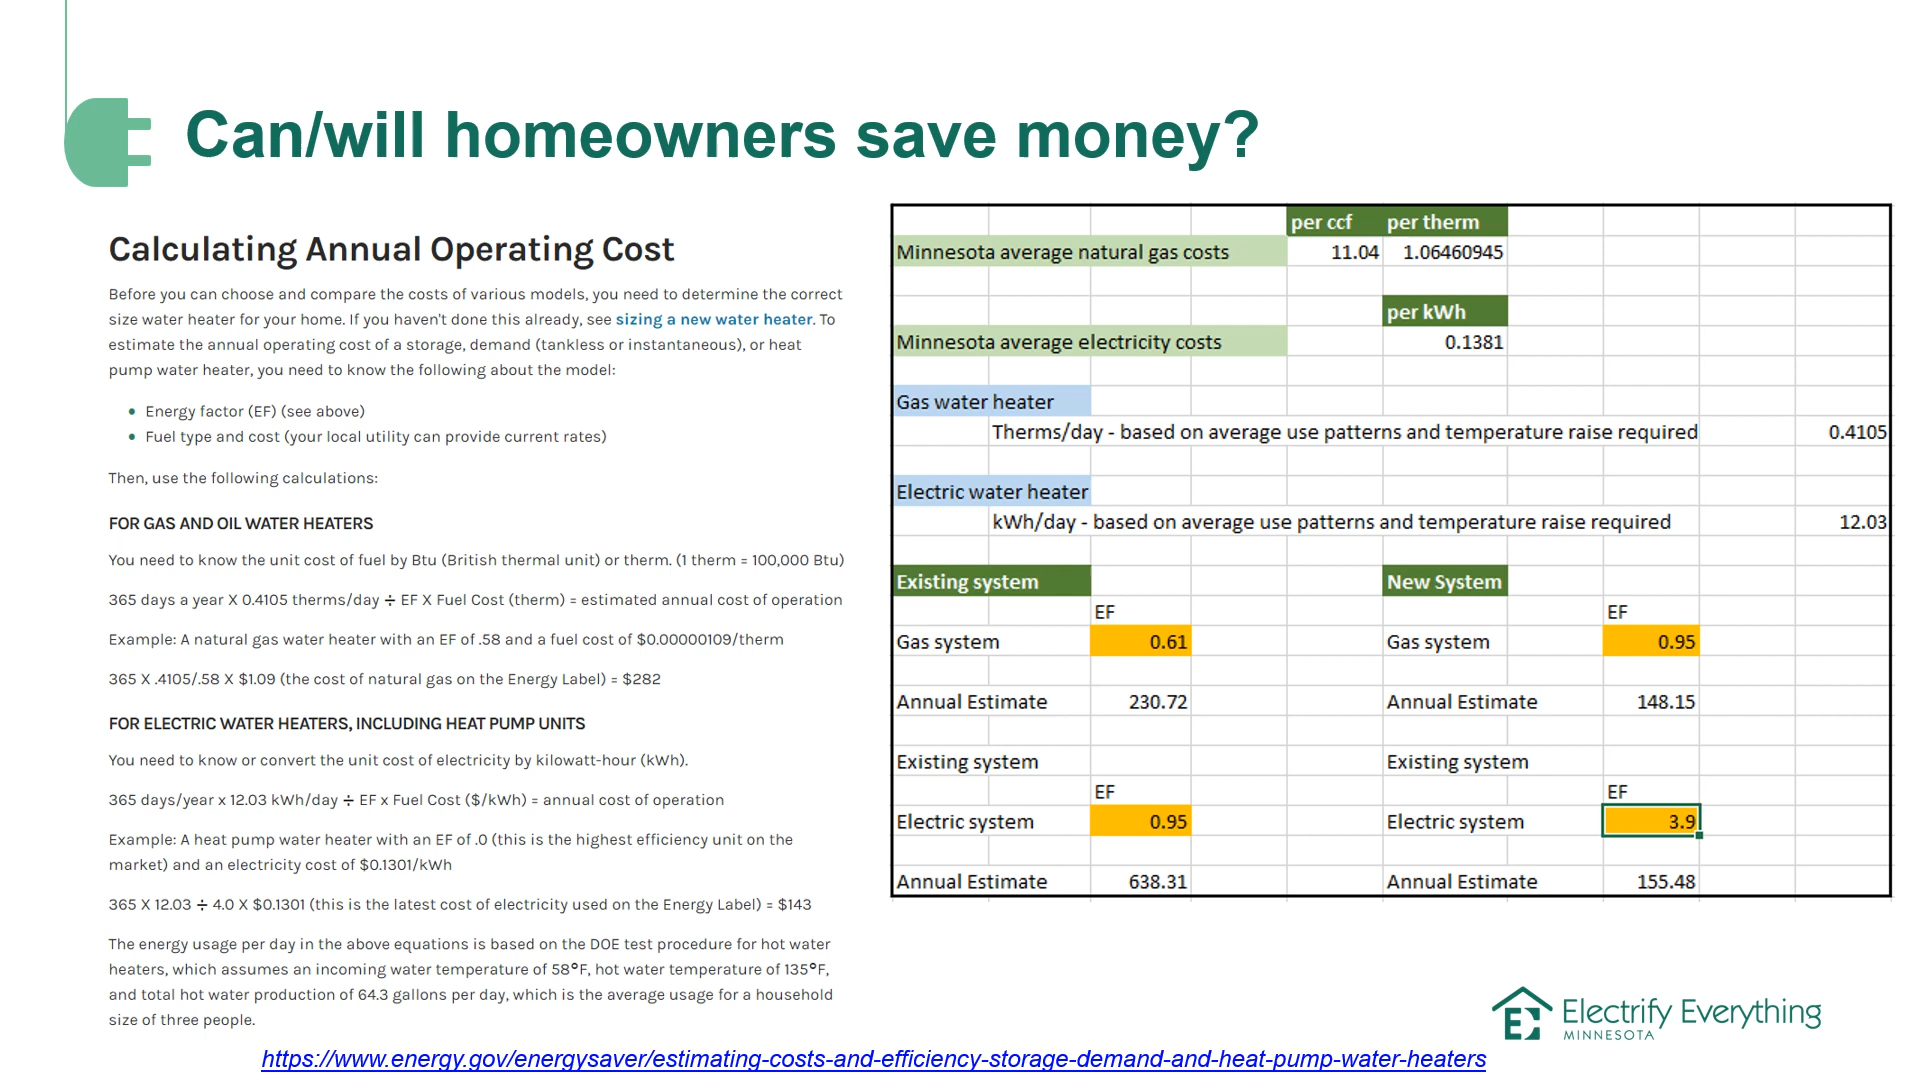 Can/will homeowners save money?
Calculating Annual Operating Cost
Before you can choose and compare the costs of various models, you need to determine the correct
size water heater for your home. If you haven't done this already, see sizing a new water heater. To
estimate the annual operating cost of a storage, demand (tankless or instantaneous), or heat
pump water heater, you need to know the following about the model:
• Energy factor (EF) (see above)
• Fuel type and cost (your local utility can provide current rates)
Then, use the following calculations:
FOR GAS AND OIL WATER HEATERS
You need to know the unit cost of fuel by Btu (British thermal unit) or therm. (1 therm = 100,000 Btu)
365 days a year X 0.4105 therms/day ÷ EF X Fuel Cost (therm) = estimated annual cost of operation
Example: A natural gas water heater with an EF of .58 and a fuel cost of $0.00000109/therm
365 X .4105/.58 X $1.09 (the cost of natural gas on the Energy Label) = $282
FOR ELECTRIC WATER HEATERS, INCLUDING HEAT PUMP UNITS
You need to know or convert the unit cost of electricity by kilowatt-hour (kWh).
365 days/year x 12.03 kWh/day ÷ EF x Fuel Cost ($/kWh) = annual cost of operation
Example: A heat pump water heater with an EF of .0 (this is the highest efficiency unit on the
market) and an electricity cost of $0.1301/kWh
365 X 12.03 ÷ 4.0 X $0.1301 (this is the latest cost of electricity used on the Energy Label) = $143
The energy usage per day in the above equations is based on the DOE test procedure for hot water
heaters, which assumes an incoming water temperature of 58°F, hot water temperature of 135°F,
and total hot water production of 64.3 gallons per day, which is the average usage for a household
size of three people.
per ccf per therm
Minnesota average natural gas costs 11.04 1.06460945
per kWh
Minnesota average electricity costs 0.1381
Gas water heater
Therms/day - based on average use patterns and temperature raise required 0.4105
Electric water heater
kWh/day - based on average use patterns and temperature raise required 12.03
Existing system New System
EF EF
Gas system 0.61 Gas system 0.95
Annual Estimate 230.72 Annual Estimate 148.15
Existing system Existing system
EF EF
Electric system 0.95 Electric system 3.9
Annual Estimate 638.31 Annual Estimate 155.48
Electrify Everything
MINNESOTA
https://www.energy.gov/energysaver/estimating-costs-and-efficiency-storage-demand-and-heat-pump-water-heaters